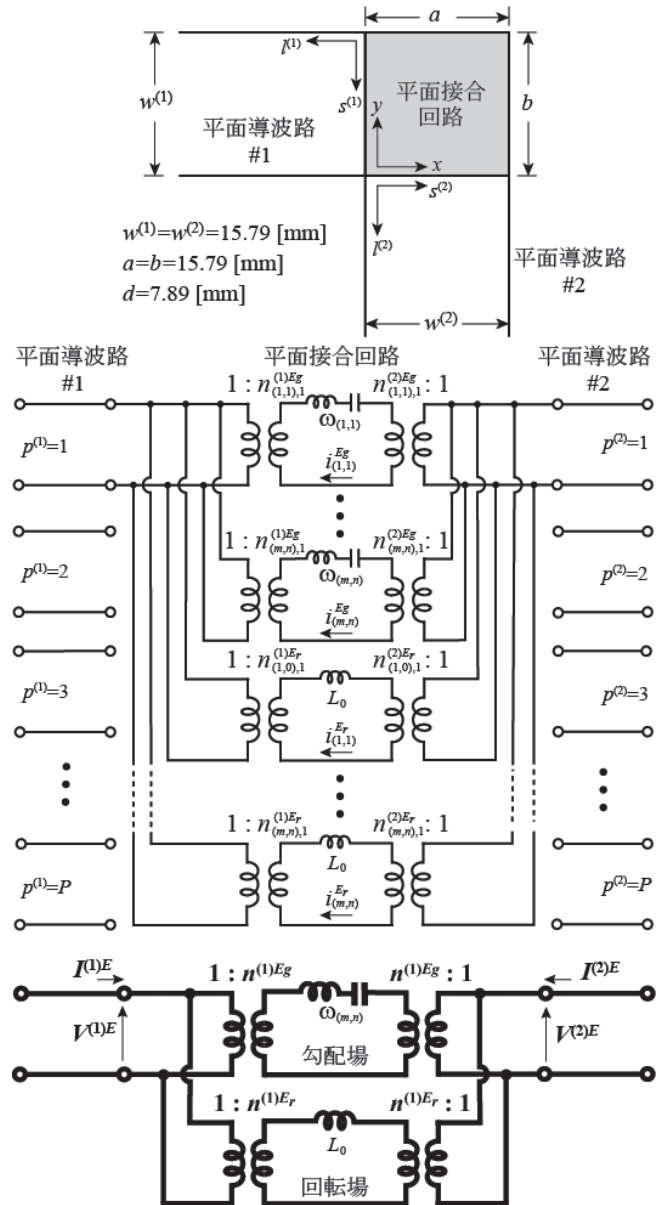 a
l⁽¹⁾
w⁽¹⁾
s⁽¹⁾
平面接合
回路
b
平面導波路
#1
y
x
s⁽²⁾
l⁽²⁾
w⁽¹⁾=w⁽²⁾=15.79 [mm]
a=b=15.79 [mm]
d=7.89 [mm]
平面導波路
#2
w⁽²⁾
平面導波路
#1
平面接合回路
平面導波路
#2
1 : n₍₁,₁₎,₁⁽¹⁾ᴱᵍ
n₍₁,₁₎,₁⁽²⁾ᴱᵍ : 1
ω₍₁,₁₎
p⁽¹⁾=1
p⁽²⁾=1
i₍₁,₁₎ᴱᵍ
1 : n₍ₘ,ₙ₎,₁⁽¹⁾ᴱᵍ
n₍ₘ,ₙ₎,₁⁽²⁾ᴱᵍ : 1
p⁽¹⁾=2
ω₍ₘ,ₙ₎
p⁽²⁾=2
i₍ₘ,ₙ₎ᴱᵍ
1 : n₍₁,₀₎,₁⁽¹⁾ᴱʳ
n₍₁,₀₎,₁⁽²⁾ᴱʳ : 1
p⁽¹⁾=3
L₀
p⁽²⁾=3
i₍₁,₁₎ᴱʳ
1 : n₍ₘ,ₙ₎,₁⁽¹⁾ᴱʳ
n₍ₘ,ₙ₎,₁⁽²⁾ᴱʳ : 1
L₀
p⁽¹⁾=P
p⁽²⁾=P
i₍ₘ,ₙ₎ᴱʳ
I⁽¹⁾ᴱ
1 : n⁽¹⁾ᴱᵍ
n⁽¹⁾ᴱᵍ : 1
I⁽²⁾ᴱ
ω₍ₘ,ₙ₎
V⁽¹⁾ᴱ
勾配場
V⁽²⁾ᴱ
1 : n⁽¹⁾ᴱʳ
n⁽¹⁾ᴱʳ : 1
L₀
回転場